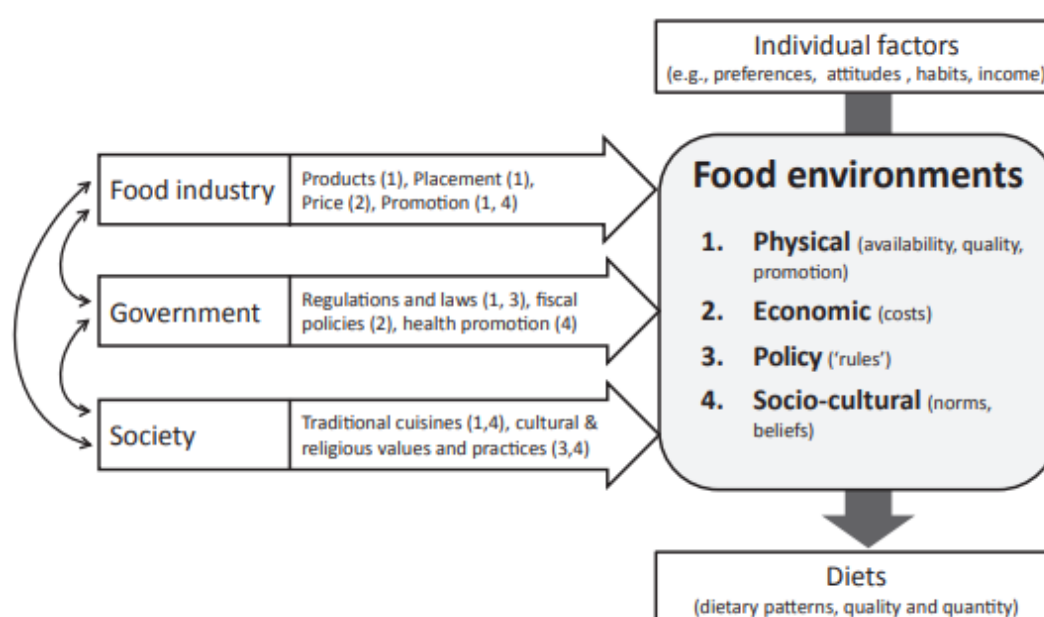 Individual factors
(e.g., preferences, attitudes , habits, income)
Food industry
Products (1), Placement (1),
Price (2), Promotion (1, 4)
Government
Regulations and laws (1, 3), fiscal
policies (2), health promotion (4)
Society
Traditional cuisines (1,4), cultural &
religious values and practices (3,4)
Food environments
1. Physical (availability, quality,
promotion)
2. Economic (costs)
3. Policy (‘rules’)
4. Socio-cultural (norms,
beliefs)
Diets
(dietary patterns, quality and quantity)